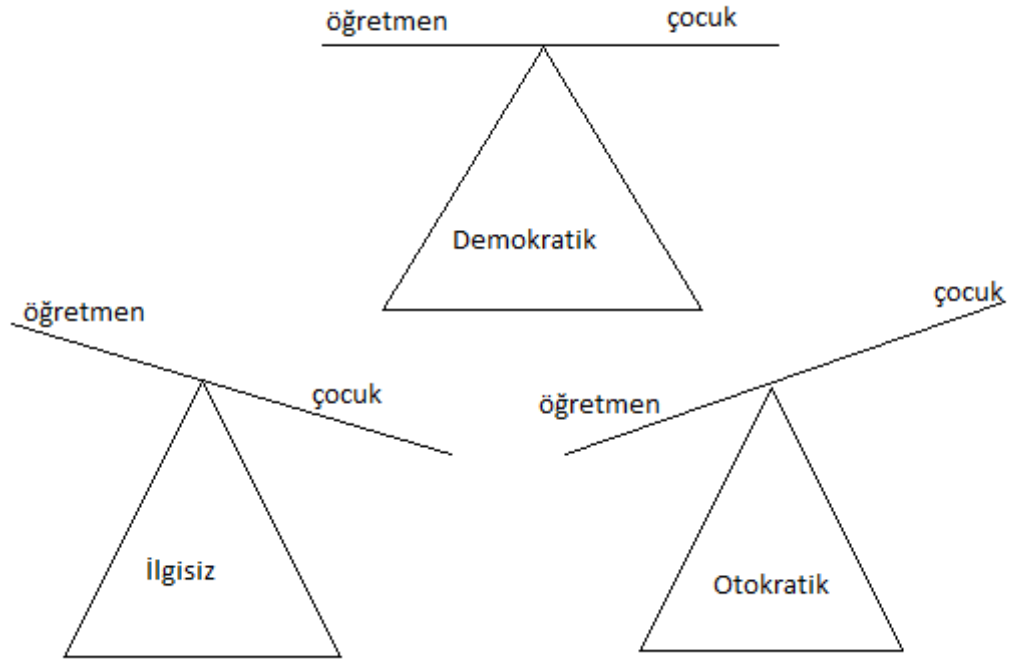 öğretmen
çocuk
Demokratik
öğretmen
çocuk
İlgisiz
çocuk
öğretmen
Otokratik